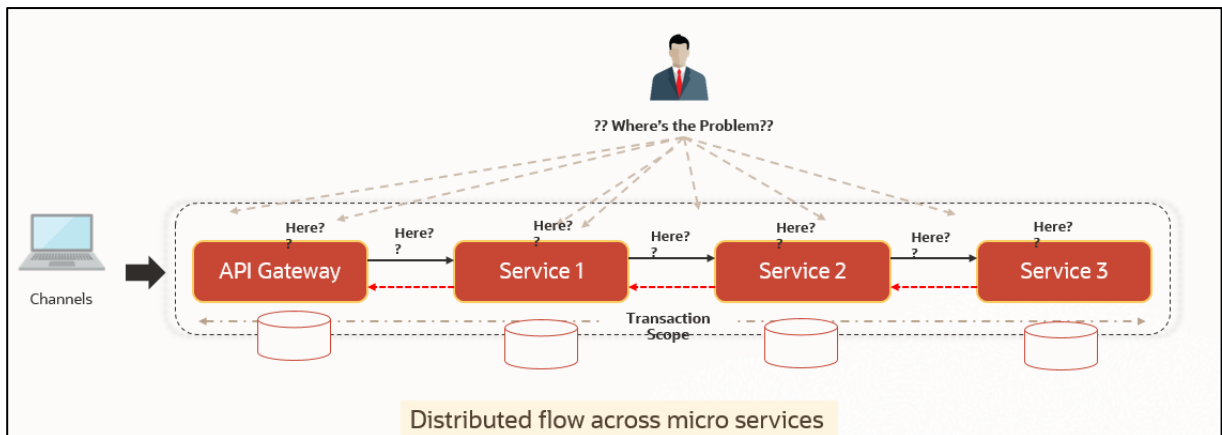 ?? Where's the Problem??
Here?
?
Here?
?
Here?
?
Here?
?
Here?
?
Here?
?
Here?
?
API Gateway
Service 1
Service 2
Service 3
Channels
Transaction
Scope
Distributed flow across micro services